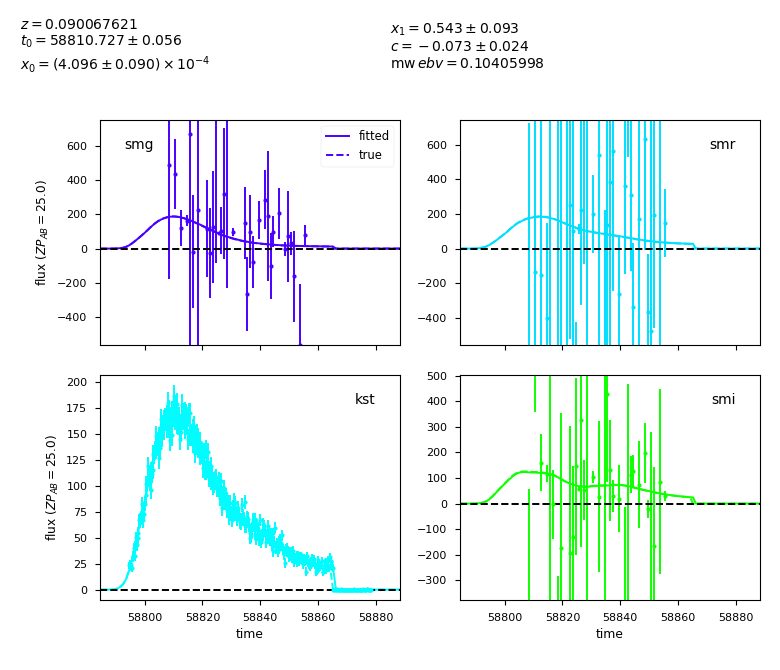 z = 0.090067621
t₀ = 58810.727 ± 0.056
x₀ = (4.096 ± 0.090) × 10⁻⁴
x₁ = 0.543 ± 0.093
c = −0.073 ± 0.024
mw ebv = 0.10405998
smg
fitted
true
600
400
200
0
−200
−400
flux (ZP_AB = 25.0)
smr
600
400
200
0
−200
−400
kst
200
175
150
125
100
75
50
25
0
flux (ZP_AB = 25.0)
58800 58820 58840 58860 58880
time
smi
500
400
300
200
100
0
−100
−200
−300
58800 58820 58840 58860 58880
time